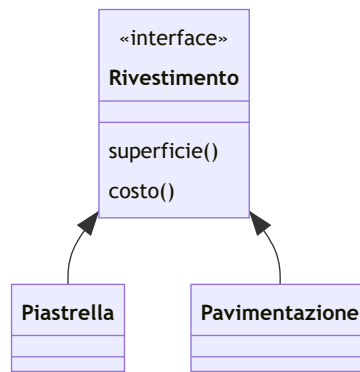 «interface»
Rivestimento
superficie()
costo()
Piastrella
Pavimentazione